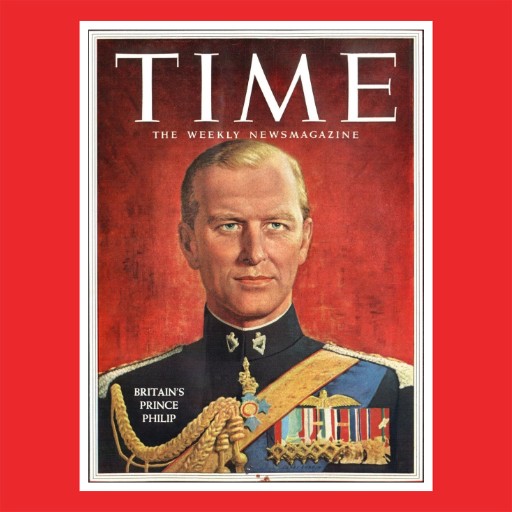 TIME
THE WEEKLY NEWSMAGAZINE
BRITAIN'S
PRINCE
PHILIP